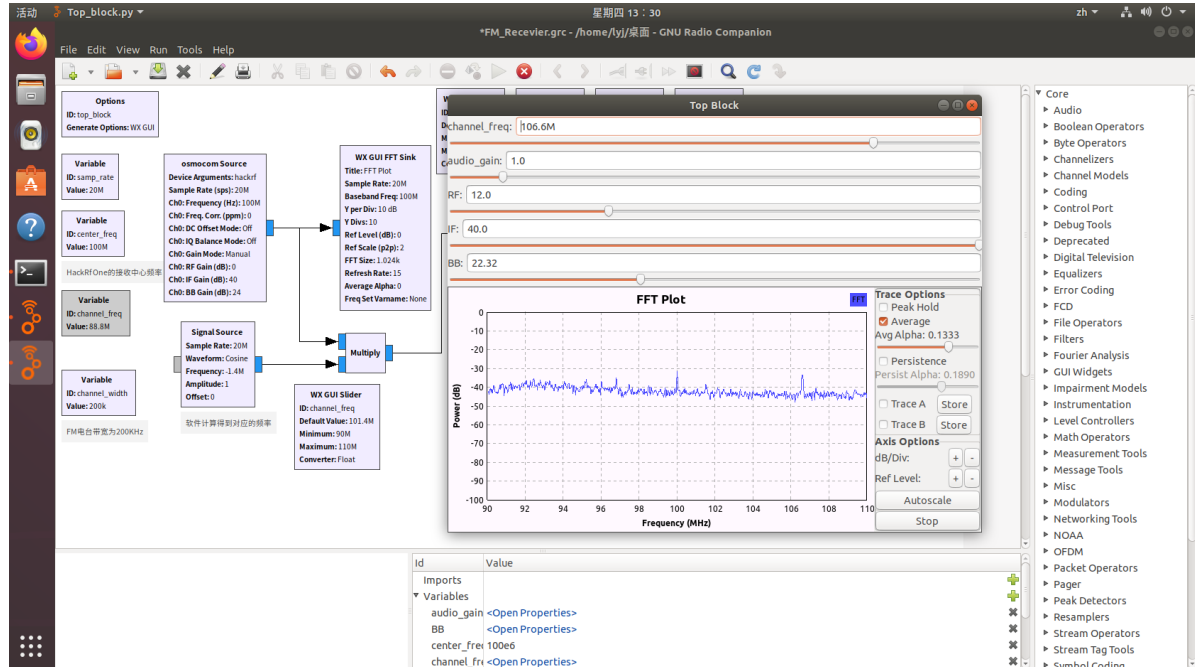 活动
Top_block.py
星期四 13：30
zh
*FM_Recevier.grc - /home/lyj/桌面 - GNU Radio Companion
File Edit View Run Tools Help
Options
ID: top_block
Generate Options: WX GUI
Variable
ID: samp_rate
Value: 20M
Variable
ID: center_freq
Value: 100M
HackRfOne的接收中心频率
Variable
ID: channel_freq
Value: 88.8M
Variable
ID: channel_width
Value: 200k
FM电台带宽为200KHz
osmocom Source
Device Arguments: hackrf
Sample Rate (sps): 20M
Ch0: Frequency (Hz): 100M
Ch0: Freq. Corr. (ppm): 0
Ch0: DC Offset Mode: Off
Ch0: IQ Balance Mode: Off
Ch0: Gain Mode: Manual
Ch0: RF Gain (dB): 0
Ch0: IF Gain (dB): 40
Ch0: BB Gain (dB): 24
Signal Source
Sample Rate: 20M
Waveform: Cosine
Frequency: -1.4M
Amplitude: 1
Offset: 0
软件计算得到对应的频率
WX GUI FFT Sink
Title: FFT Plot
Sample Rate: 20M
Baseband Freq: 100M
Y per Div: 10 dB
Y Divs: 10
Ref Level (dB): 0
Ref Scale (p2p): 2
FFT Size: 1.024k
Refresh Rate: 15
Average Alpha: 0
Freq Set Varname: None
Multiply
WX GUI Slider
ID: channel_freq
Default Value: 101.4M
Minimum: 90M
Maximum: 110M
Converter: Float
Top Block
channel_freq: 106.6M
audio_gain: 1.0
RF: 12.0
IF: 40.0
BB: 22.32
FFT Plot
FFT
Power (dB)
0
-10
-20
-30
-40
-50
-60
-70
-80
-90
-100
90 92 94 96 98 100 102 104 106 108 110
Frequency (MHz)
Trace Options
Peak Hold
Average
Avg Alpha: 0.1333
Persistence
Persist Alpha: 0.1890
Trace A Store
Trace B Store
Axis Options
dB/Div: + -
Ref Level: + -
Autoscale
Stop
Core
Audio
Boolean Operators
Byte Operators
Channelizers
Channel Models
Coding
Control Port
Debug Tools
Deprecated
Digital Television
Equalizers
Error Coding
FCD
File Operators
Filters
Fourier Analysis
GUI Widgets
Impairment Models
Instrumentation
Level Controllers
Math Operators
Measurement Tools
Message Tools
Misc
Modulators
Networking Tools
NOAA
OFDM
Packet Operators
Pager
Peak Detectors
Resamplers
Stream Operators
Stream Tag Tools
Symbol Coding
Id Value
Imports
Variables
audio_gain <Open Properties>
BB <Open Properties>
center_fre 100e6
channel_fr <Open Properties>